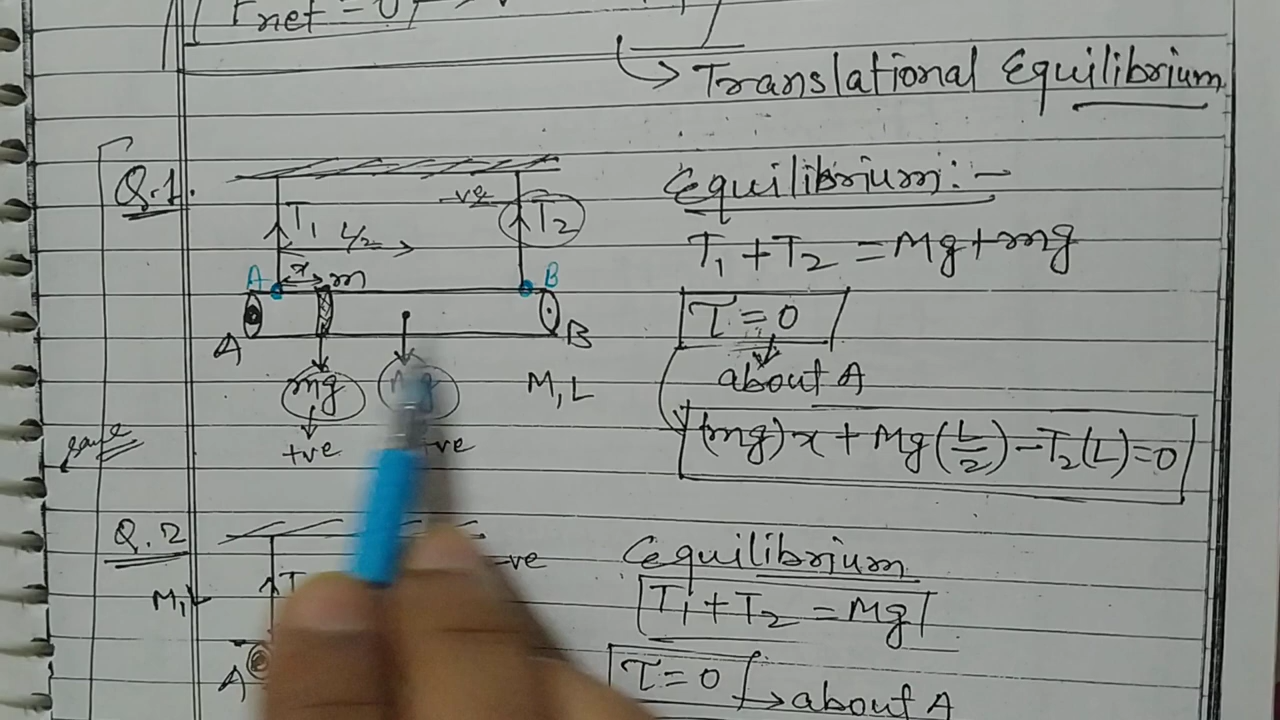 Fnet = 0
Translational Equilibrium
Q.1.
T₁
L/2
-ve
T₂
A
x
m
B
A
B
mg
+ve
M, L
same
Equilibrium:-
T₁ + T₂ = Mg + mg
τ = 0
about A
(mg)x + Mg(L/2) - T₂(L) = 0
Q.2
M, L
A
-ve
Equilibrium
T₁ + T₂ = Mg
τ = 0
about A